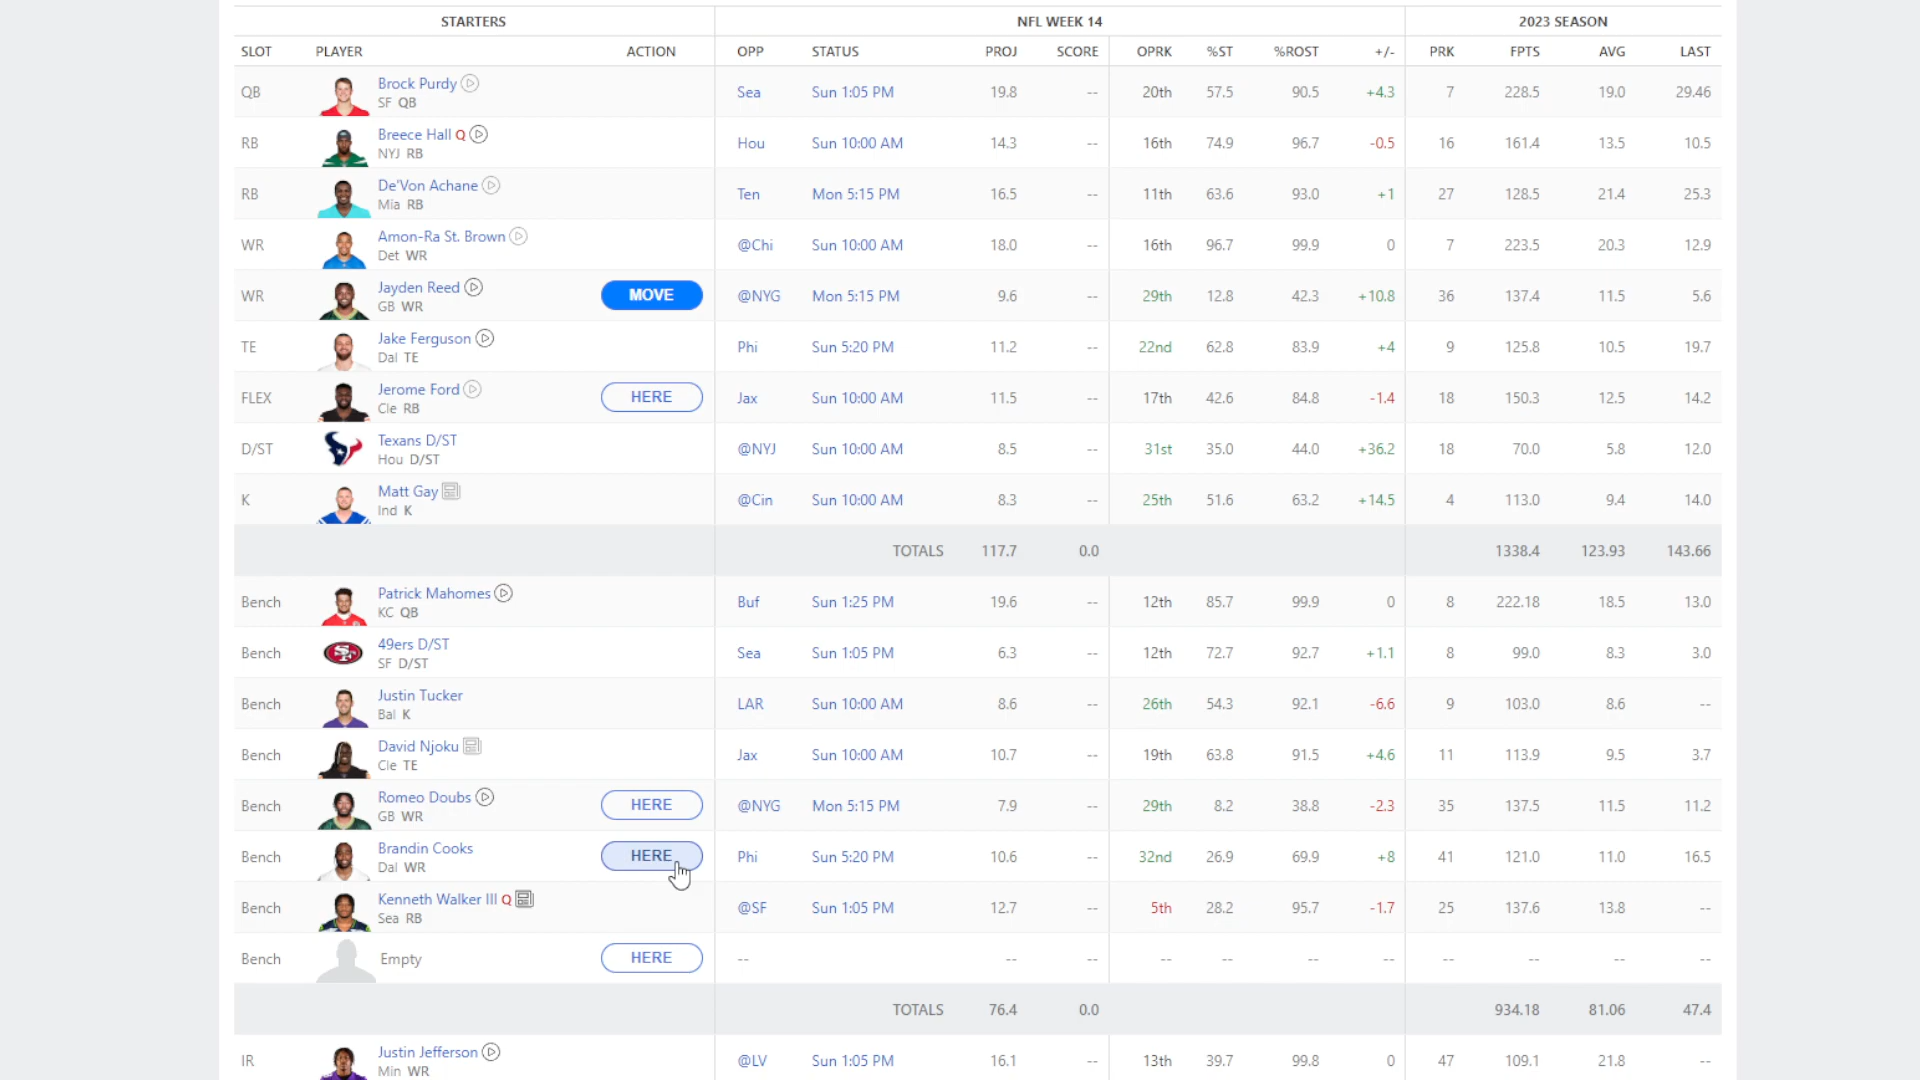 STARTERS NFL WEEK 14 2023 SEASON
SLOT PLAYER ACTION OPP STATUS PROJ SCORE OPRK %ST %ROST +/- PRK FPTS AVG LAST
QB Brock Purdy SF QB Sea Sun 1:05 PM 19.8 -- 20th 57.5 90.5 +4.3 7 228.5 19.0 29.46
RB Breece Hall Q NYJ RB Hou Sun 10:00 AM 14.3 -- 16th 74.9 96.7 -0.5 16 161.4 13.5 10.5
RB De'Von Achane Mia RB Ten Mon 5:15 PM 16.5 -- 11th 63.6 93.0 +1 27 128.5 21.4 25.3
WR Amon-Ra St. Brown Det WR @Chi Sun 10:00 AM 18.0 -- 16th 96.7 99.9 0 7 223.5 20.3 12.9
WR Jayden Reed GB WR MOVE @NYG Mon 5:15 PM 9.6 -- 29th 12.8 42.3 +10.8 36 137.4 11.5 5.6
TE Jake Ferguson Dal TE Phi Sun 5:20 PM 11.2 -- 22nd 62.8 83.9 +4 9 125.8 10.5 19.7
FLEX Jerome Ford Cle RB HERE Jax Sun 10:00 AM 11.5 -- 17th 42.6 84.8 -1.4 18 150.3 12.5 14.2
D/ST Texans D/ST Hou D/ST @NYJ Sun 10:00 AM 8.5 -- 31st 35.0 44.0 +36.2 18 70.0 5.8 12.0
K Matt Gay Ind K @Cin Sun 10:00 AM 8.3 -- 25th 51.6 63.2 +14.5 4 113.0 9.4 14.0
TOTALS 117.7 0.0 1338.4 123.93 143.66
Bench Patrick Mahomes KC QB Buf Sun 1:25 PM 19.6 -- 12th 85.7 99.9 0 8 222.18 18.5 13.0
Bench 49ers D/ST SF D/ST Sea Sun 1:05 PM 6.3 -- 12th 72.7 92.7 +1.1 8 99.0 8.3 3.0
Bench Justin Tucker Bal K LAR Sun 10:00 AM 8.6 -- 26th 54.3 92.1 -6.6 9 103.0 8.6 --
Bench David Njoku Cle TE Jax Sun 10:00 AM 10.7 -- 19th 63.8 91.5 +4.6 11 113.9 9.5 3.7
Bench Romeo Doubs GB WR HERE @NYG Mon 5:15 PM 7.9 -- 29th 8.2 38.8 -2.3 35 137.5 11.5 11.2
Bench Brandin Cooks Dal WR HERE Phi Sun 5:20 PM 10.6 -- 32nd 26.9 69.9 +8 41 121.0 11.0 16.5
Bench Kenneth Walker III Q Sea RB @SF Sun 1:05 PM 12.7 -- 5th 28.2 95.7 -1.7 25 137.6 13.8 --
Bench Empty HERE -- -- -- -- -- -- -- -- -- -- --
TOTALS 76.4 0.0 934.18 81.06 47.4
IR Justin Jefferson Min WR @LV Sun 1:05 PM 16.1 -- 13th 39.7 99.8 0 47 109.1 21.8 --